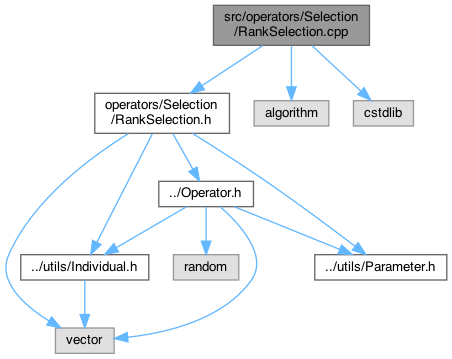 src/operators/Selection
/RankSelection.cpp
operators/Selection
/RankSelection.h
algorithm
cstdlib
../Operator.h
../utils/Individual.h
random
../utils/Parameter.h
vector